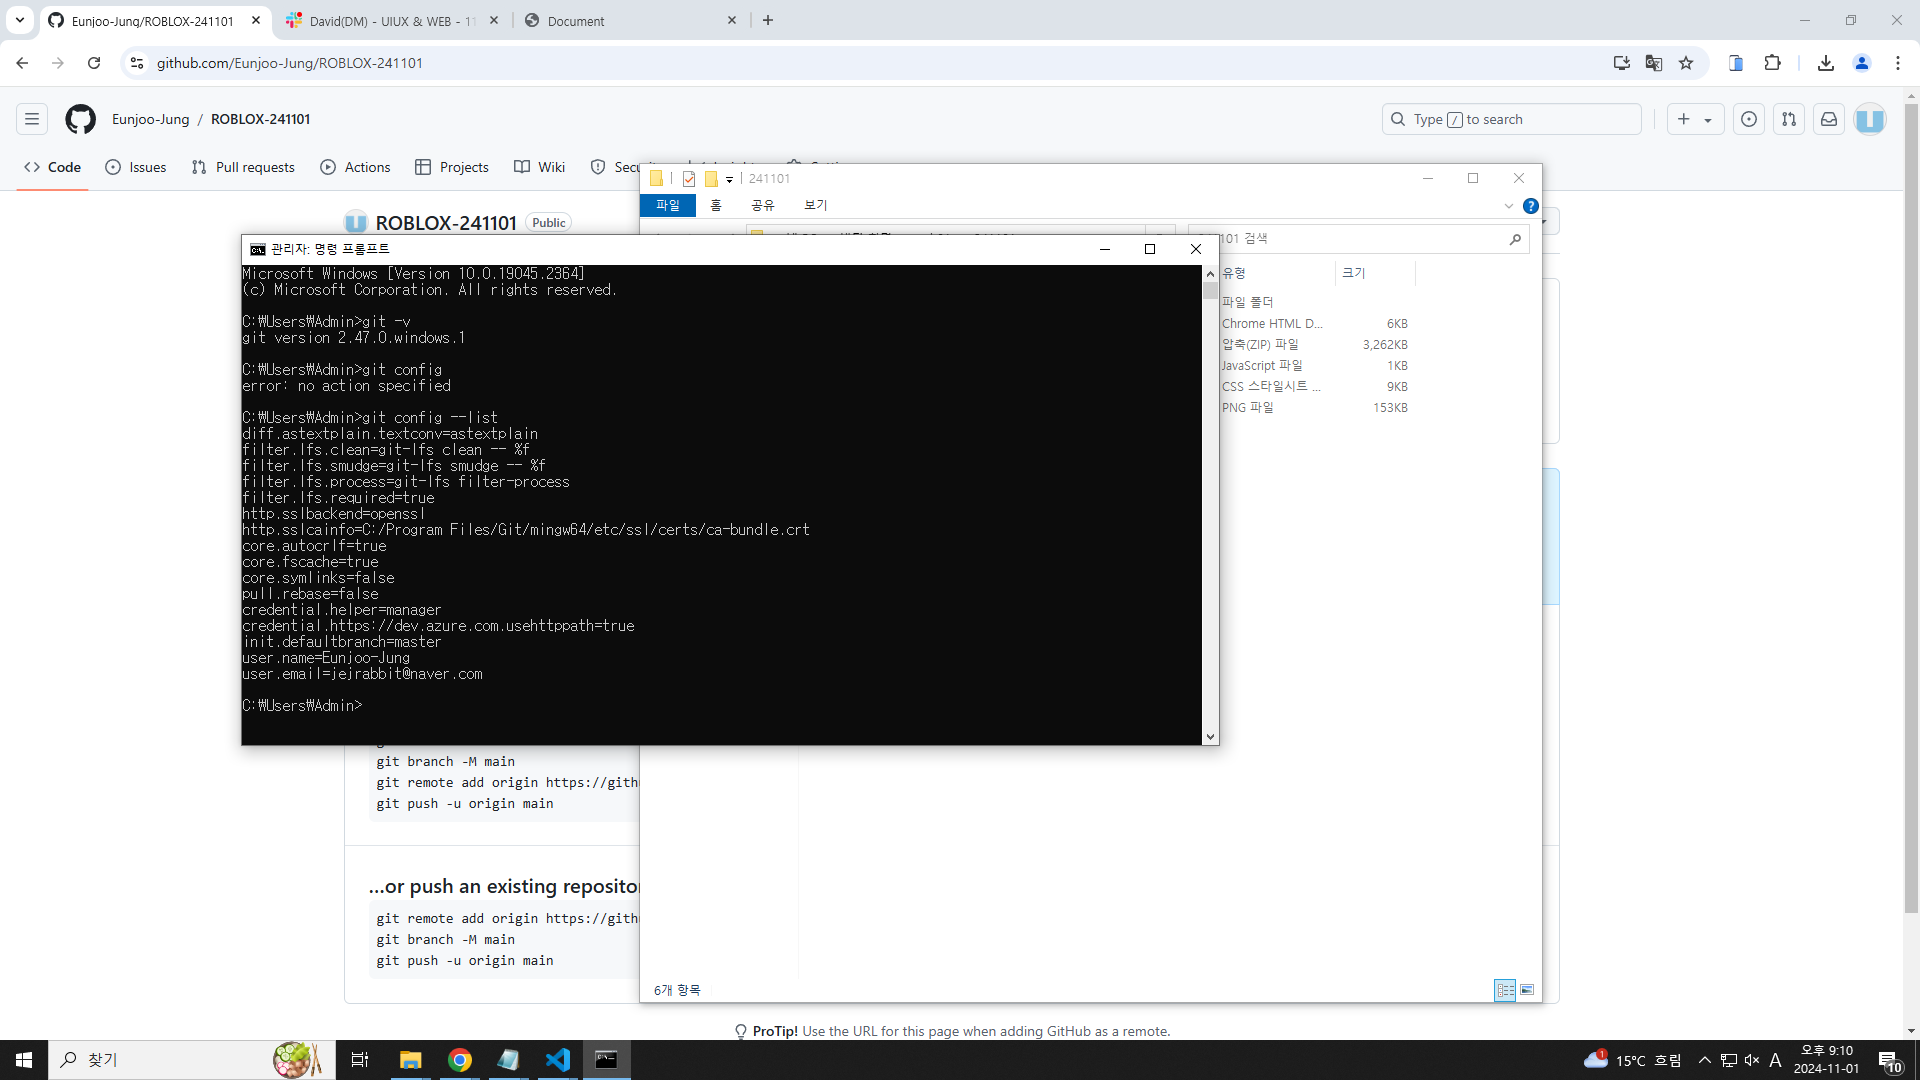 Eunjoo-Jung/ROBLOX-241101
David(DM) - UIUX & WEB - 11
Document
github.com/Eunjoo-Jung/ROBLOX-241101
Eunjoo-Jung / ROBLOX-241101
Type / to search
Code
Issues
Pull requests
Actions
Projects
Wiki
241101
파일
홈
공유
보기
ROBLOX-241101
Public
관리자: 명령 프롬프트
101 검색
유형
크기
파일 폴더
Chrome HTML D...
6KB
압축(ZIP) 파일
3,262KB
JavaScript 파일
1KB
CSS 스타일시트 ...
9KB
PNG 파일
153KB
Microsoft Windows [Version 10.0.19045.2364]
(c) Microsoft Corporation. All rights reserved.
C:₩Users₩Admin>git -v
git version 2.47.0.windows.1
C:₩Users₩Admin>git config
error: no action specified
C:₩Users₩Admin>git config --list
diff.astextplain.textconv=astextplain
filter.lfs.clean=git-lfs clean -- %f
filter.lfs.smudge=git-lfs smudge -- %f
filter.lfs.process=git-lfs filter-process
filter.lfs.required=true
http.sslbackend=openssl
http.sslcainfo=C:/Program Files/Git/mingw64/etc/ssl/certs/ca-bundle.crt
core.autocrlf=true
core.fscache=true
core.symlinks=false
pull.rebase=false
credential.helper=manager
credential.https://dev.azure.com.usehttppath=true
init.defaultbranch=master
user.name=Eunjoo-Jung
user.email=jejrabbit@naver.com
C:₩Users₩Admin>
git branch -M main
git remote add origin https://gith
git push -u origin main
...or push an existing reposito
git remote add origin https://gith
git branch -M main
git push -u origin main
6개 항목
ProTip! Use the URL for this page when adding GitHub as a remote.
찾기
1
15°C 흐림
A
오후 9:10
2024-11-01
10